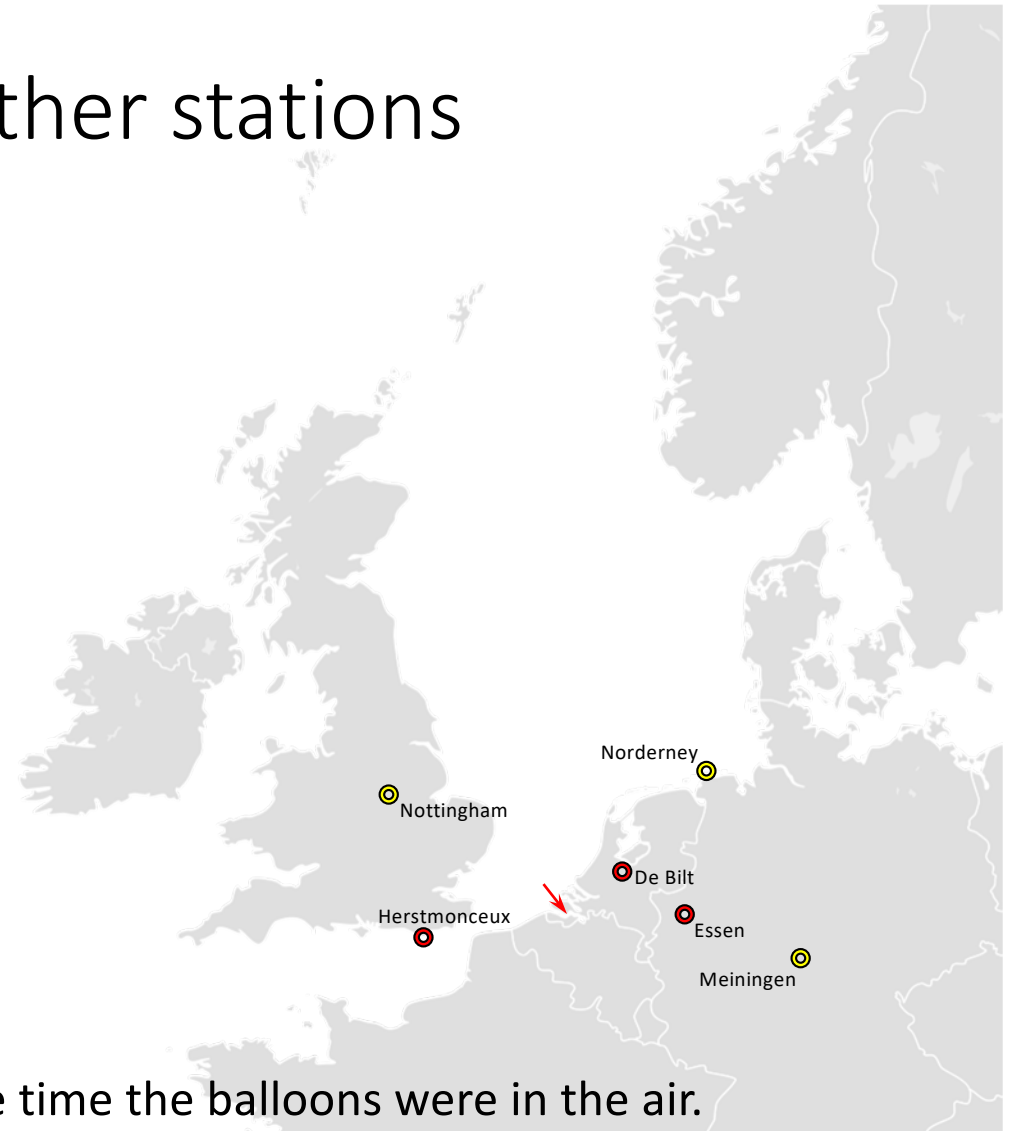 ther stations
Norderney
Nottingham
De Bilt
Herstmonceux
Essen
Meiningen
e time the balloons were in the air.